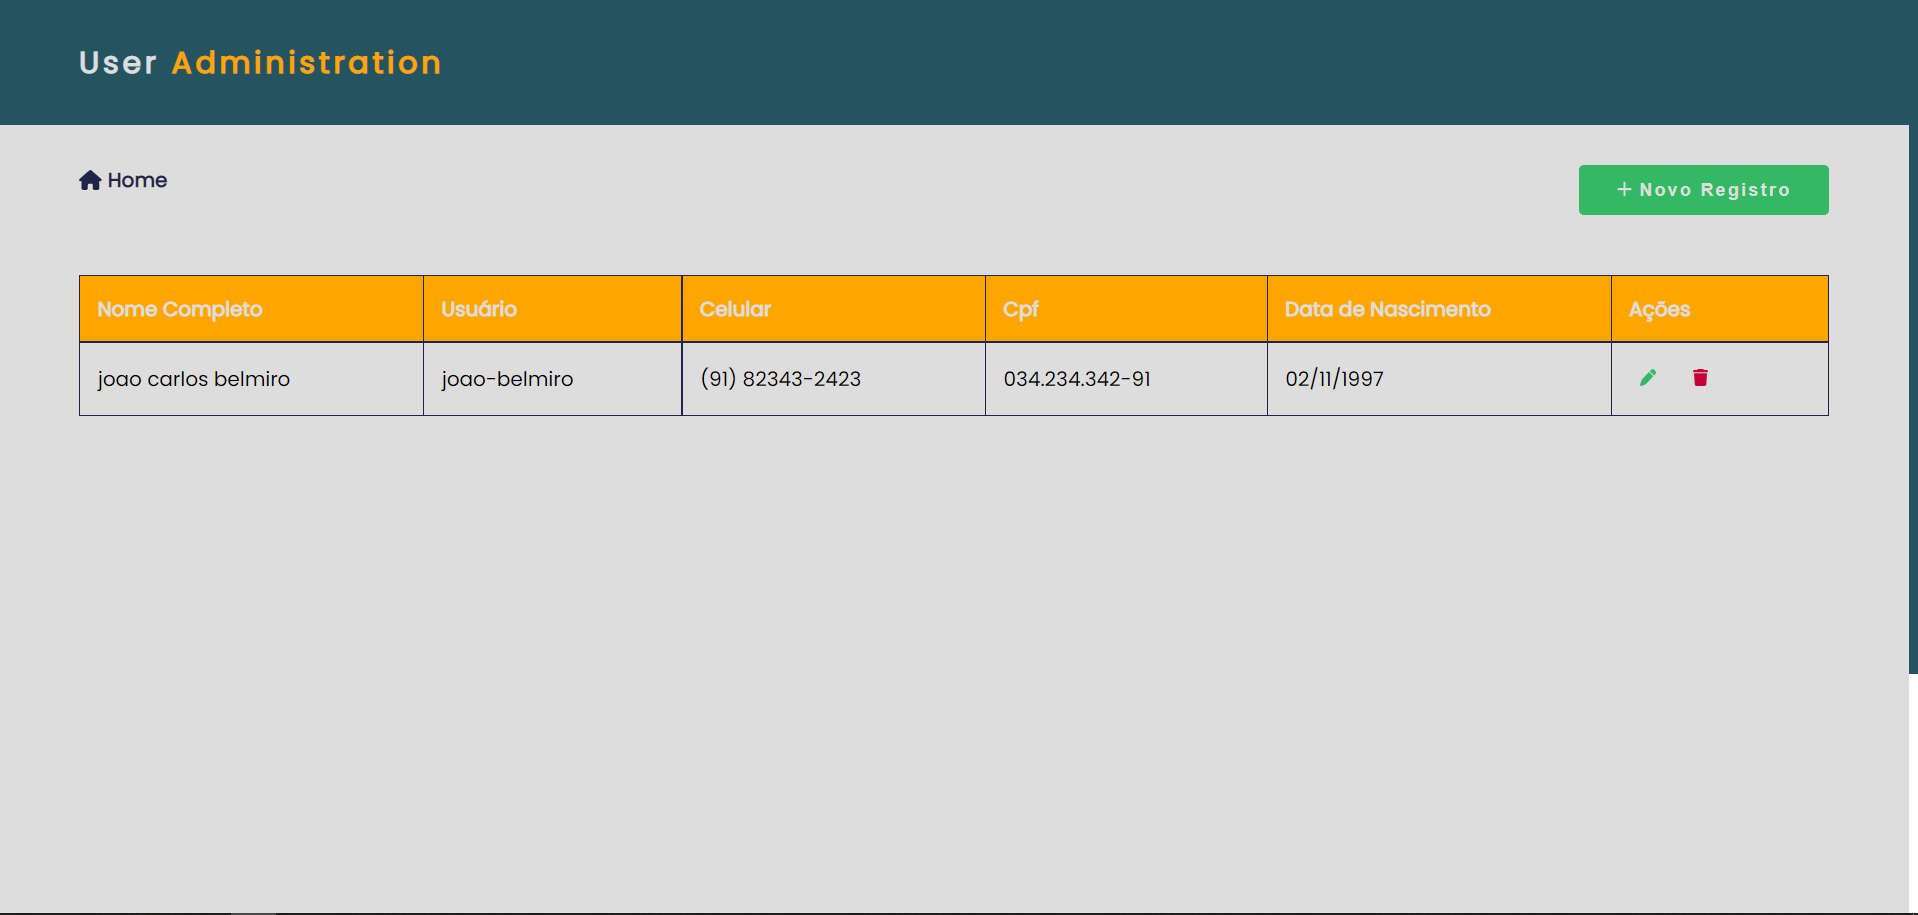 User Administration
Home
+ Novo Registro
Nome Completo Usuário Celular Cpf Data de Nascimento Ações
joao carlos belmiro joao-belmiro (91) 82343-2423 034.234.342-91 02/11/1997